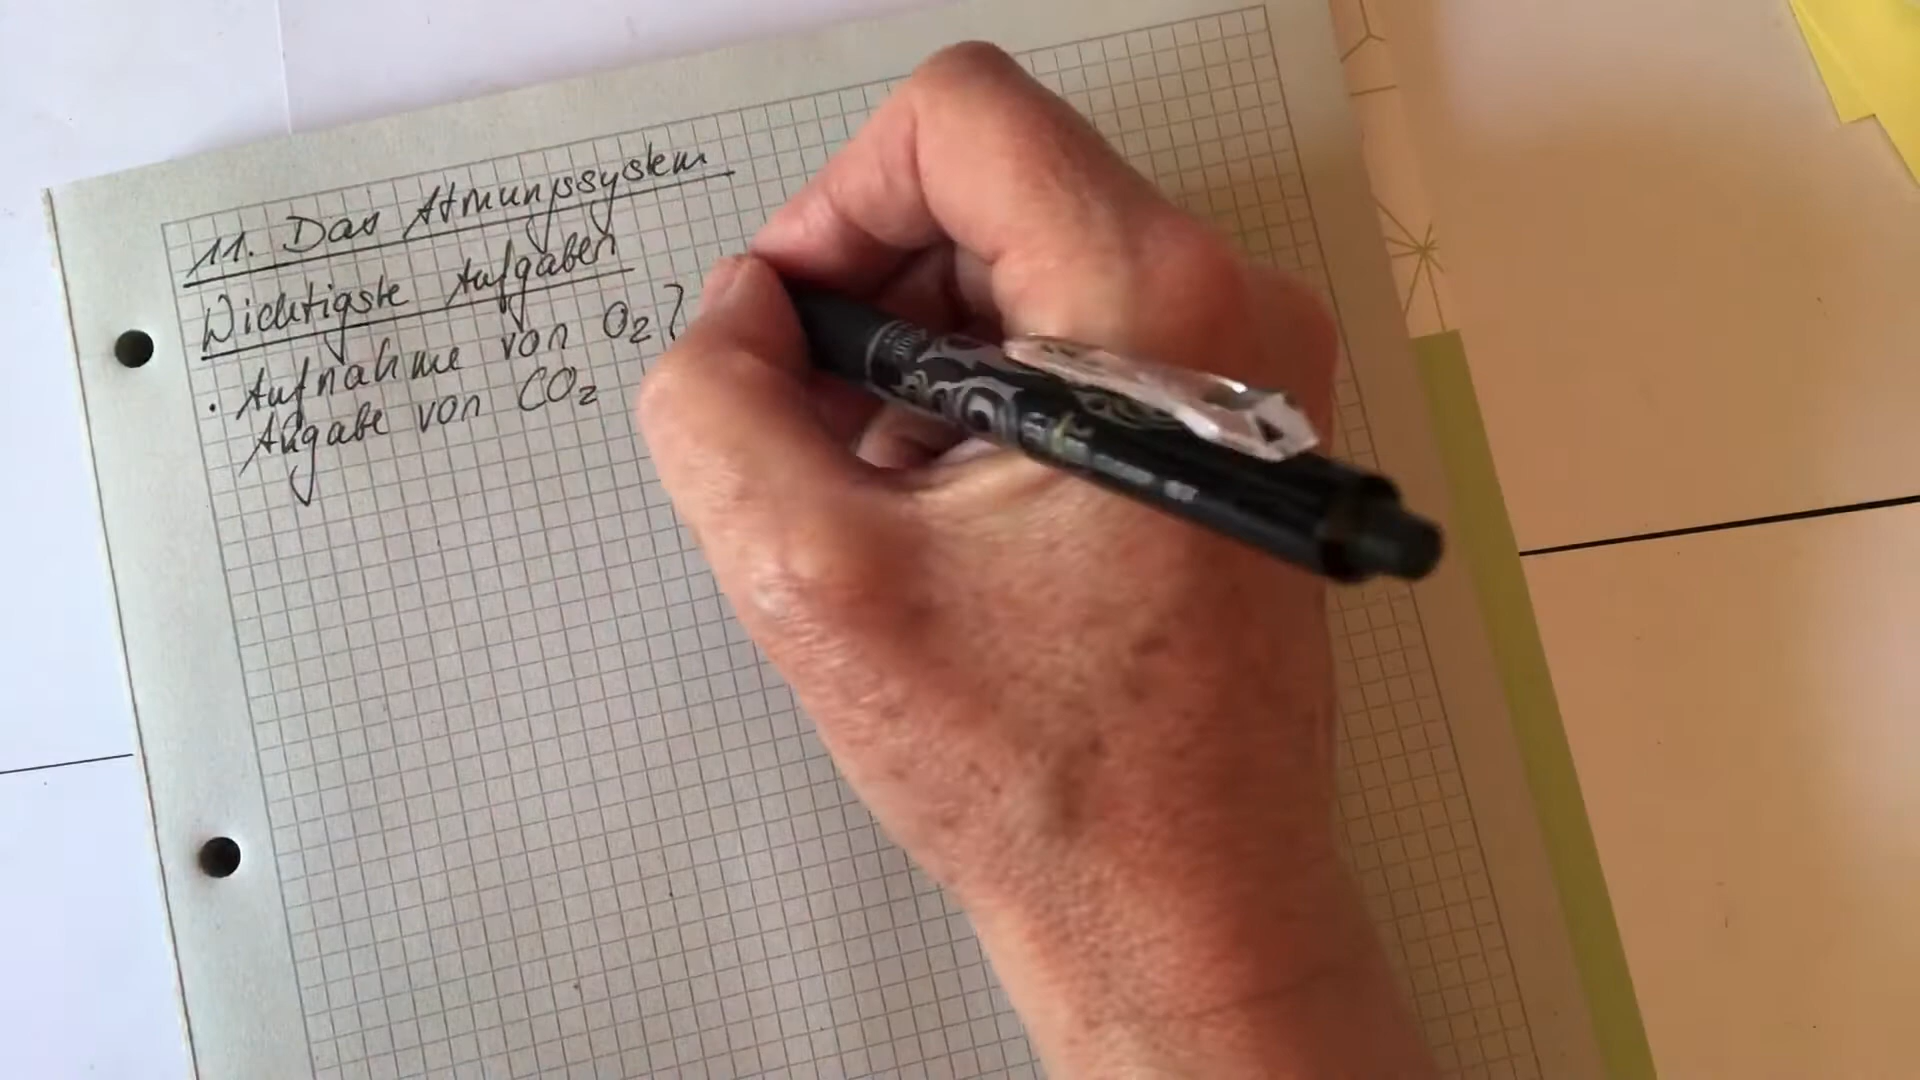 11. Das Atmungssystem
Wichtigste Aufgaben
· Aufnahme von O₂ }
Abgabe von CO₂